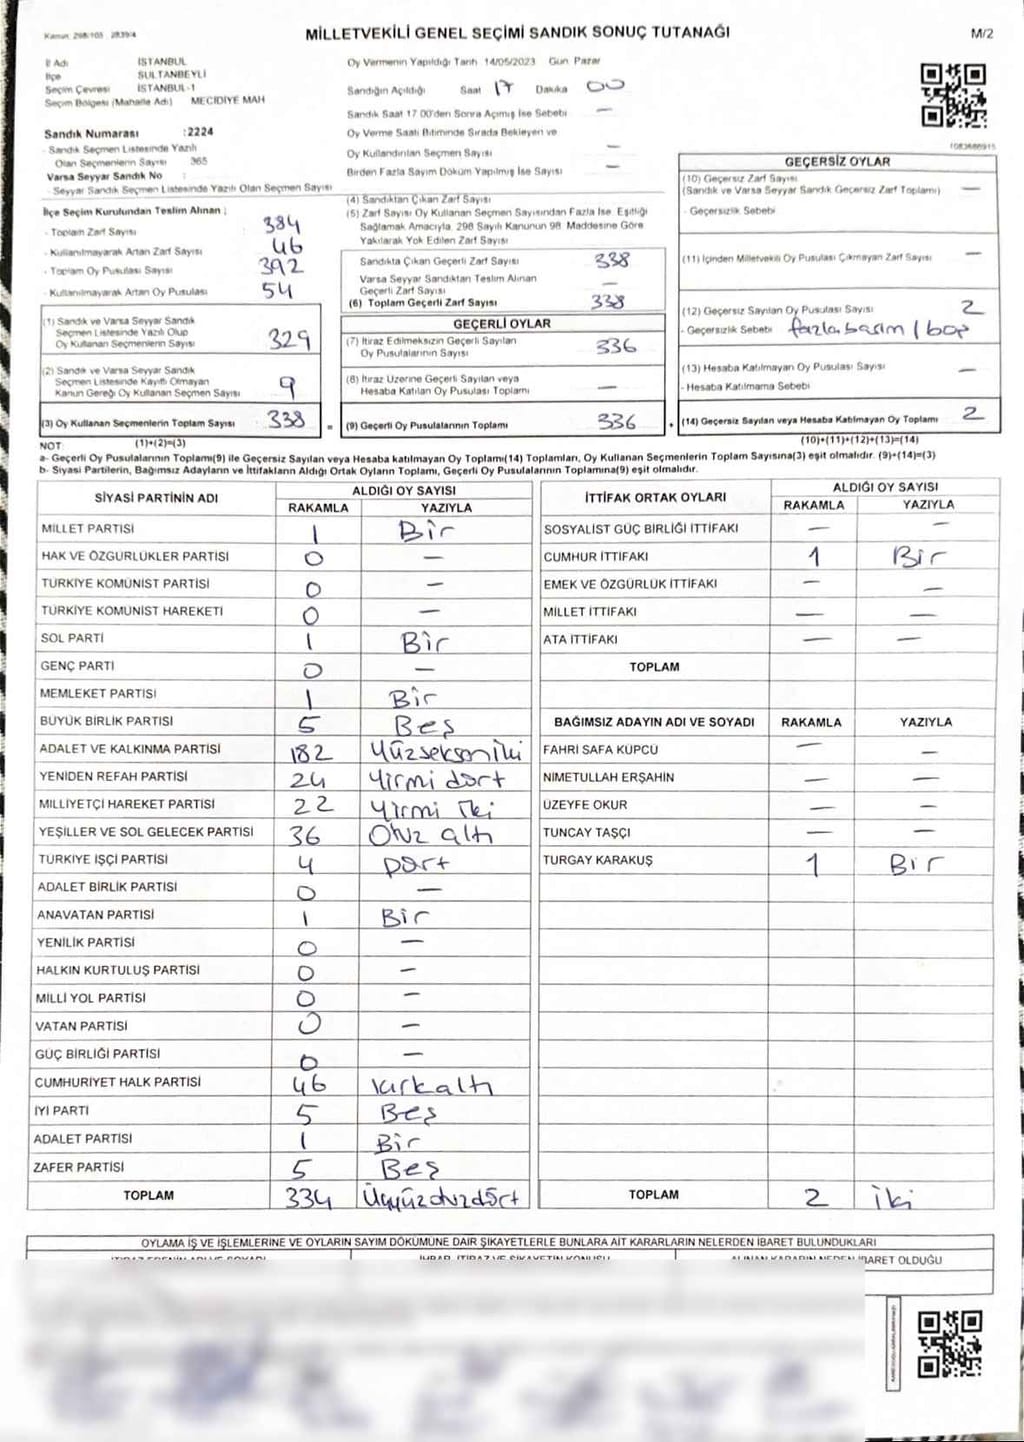 Kanun: 298/105 2839/4
MİLLETVEKİLİ GENEL SEÇİMİ SANDIK SONUÇ TUTANAĞI
M/2
İl Adı İSTANBUL
İlçe SULTANBEYLİ
Seçim Çevresi İSTANBUL-1
Seçim Bölgesi (Mahalle Adı) MECİDİYE MAH
Sandık Numarası :2224
- Sandık Seçmen Listesinde Yazılı
Olan Seçmenlerin Sayısı 365
Varsa Seyyar Sandık No :
- Seyyar Sandık Seçmen Listesinde Yazılı Olan Seçmen Sayısı
İlçe Seçim Kurulundan Teslim Alınan ;
- Toplam Zarf Sayısı 384
- Kullanılmayarak Artan Zarf Sayısı 46
- Toplam Oy Pusulası Sayısı 392
- Kullanılmayarak Artan Oy Pusulası 54
(1) Sandık ve Varsa Seyyar Sandık
Seçmen Listesinde Yazılı Olup
Oy Kullanan Seçmenlerin Sayısı 329
(2) Sandık ve Varsa Seyyar Sandık
Seçmen Listesinde Kayıtlı Olmayan
Kanun Gereği Oy Kullanan Seçmen Sayısı 9
(3) Oy Kullanan Seçmenlerin Toplam Sayısı 338 =
Oy Vermenin Yapıldığı Tarih 14/05/2023 Gün Pazar
Sandığın Açıldığı Saat 17 Dakika 00
Sandık Saat 17 00'den Sonra Açılmış İse Sebebi —
Oy Verme Saati Bitiminde Sırada Bekleyen ve
Oy Kullandırılan Seçmen Sayısı —
Birden Fazla Sayım Döküm Yapılmış İse Sayısı —
(4) Sandıktan Çıkan Zarf Sayısı
(5) Zarf Sayısı Oy Kullanan Seçmen Sayısından Fazla İse, Eşitliği
Sağlamak Amacıyla, 298 Sayılı Kanunun 98. Maddesine Göre
Yakılarak Yok Edilen Zarf Sayısı
Sandıkta Çıkan Geçerli Zarf Sayısı 338
Varsa Seyyar Sandıktan Teslim Alınan
Geçerli Zarf Sayısı —
(6) Toplam Geçerli Zarf Sayısı 338
GEÇERLİ OYLAR
(7) İtiraz Edilmeksizin Geçerli Sayılan
Oy Pusulalarının Sayısı 336
(8) İtiraz Üzerine Geçerli Sayılan veya
Hesaba Katılan Oy Pusulası Toplamı —
(9) Geçerli Oy Pusulalarının Toplamı 336 +
GEÇERSİZ OYLAR
(10) Geçersiz Zarf Sayısı
(Sandık ve Varsa Seyyar Sandık Geçersiz Zarf Toplamı) —
- Geçersizlik Sebebi
(11) İçinden Milletvekili Oy Pusulası Çıkmayan Zarf Sayısı —
(12) Geçersiz Sayılan Oy Pusulası Sayısı 2
- Geçersizlik Sebebi
(13) Hesaba Katılmayan Oy Pusulası Sayısı —
- Hesaba Katılmama Sebebi
(14) Geçersiz Sayılan veya Hesaba Katılmayan Oy Toplamı 2
NOT (1)+(2)=(3) (10)+(11)+(12)+(13)=(14)
a- Geçerli Oy Pusulalarının Toplamı(9) ile Geçersiz Sayılan veya Hesaba katılmayan Oy Toplamı(14) Toplamları, Oy Kullanan Seçmenlerin Toplam Sayısına(3) eşit olmalıdır. (9)+(14)=(3)
b- Siyasi Partilerin, Bağımsız Adayların ve İttifakların Aldığı Ortak Oyların Toplamı, Geçerli Oy Pusulalarının Toplamına(9) eşit olmalıdır.
SİYASİ PARTİNİN ADI ALDIĞI OY SAYISI
RAKAMLA YAZIYLA
MİLLET PARTİSİ 1 Bir
HAK VE ÖZGÜRLÜKLER PARTİSİ 0 —
TÜRKİYE KOMÜNİST PARTİSİ 0 —
TÜRKİYE KOMÜNİST HAREKETİ 0 —
SOL PARTİ 1 Bir
GENÇ PARTİ 0 —
MEMLEKET PARTİSİ 1 Bir
BÜYÜK BİRLİK PARTİSİ 5 Beş
ADALET VE KALKINMA PARTİSİ 182 Yüzseksen iki
YENİDEN REFAH PARTİSİ 24 Yirmi dört
MİLLİYETÇİ HAREKET PARTİSİ 22 Yirmi iki
YEŞİLLER VE SOL GELECEK PARTİSİ 36 Otuz altı
TÜRKİYE İŞÇİ PARTİSİ 4 Dört
ADALET BİRLİK PARTİSİ 0 —
ANAVATAN PARTİSİ 1 Bir
YENİLİK PARTİSİ 0 —
HALKIN KURTULUŞ PARTİSİ 0 —
MİLLİ YOL PARTİSİ 0 —
VATAN PARTİSİ 0 —
GÜÇ BİRLİĞİ PARTİSİ 0 —
CUMHURİYET HALK PARTİSİ 46 kırkaltı
İYİ PARTİ 5 Beş
ADALET PARTİSİ 1 Bir
ZAFER PARTİSİ 5 Beş
TOPLAM 334 Üçyüzotuzdört
İTTİFAK ORTAK OYLARI ALDIĞI OY SAYISI
RAKAMLA YAZIYLA
SOSYALİST GÜÇ BİRLİĞİ İTTİFAKI — —
CUMHUR İTTİFAKI 1 Bir
EMEK VE ÖZGÜRLÜK İTTİFAKI — —
MİLLET İTTİFAKI — —
ATA İTTİFAKI — —
TOPLAM
BAĞIMSIZ ADAYIN ADI VE SOYADI RAKAMLA YAZIYLA
FAHRİ SAFA KÜPCÜ — —
NİMETULLAH ERŞAHİN — —
ÜZEYFE OKUR — —
TUNCAY TAŞÇI — —
TURGAY KARAKUŞ 1 Bir
TOPLAM 2 iki
OYLAMA İŞ VE İŞLEMLERİNE VE OYLARIN SAYIM DÖKÜMÜNE DAİR ŞİKAYETLERLE BUNLARA AİT KARARLARIN NELERDEN İBARET BULUNDUKLARI
İHBAR, İTİRAZ VE ŞİKAYETİN KONUSU
ALINAN KARARIN NEDEN İBARET OLDUĞU